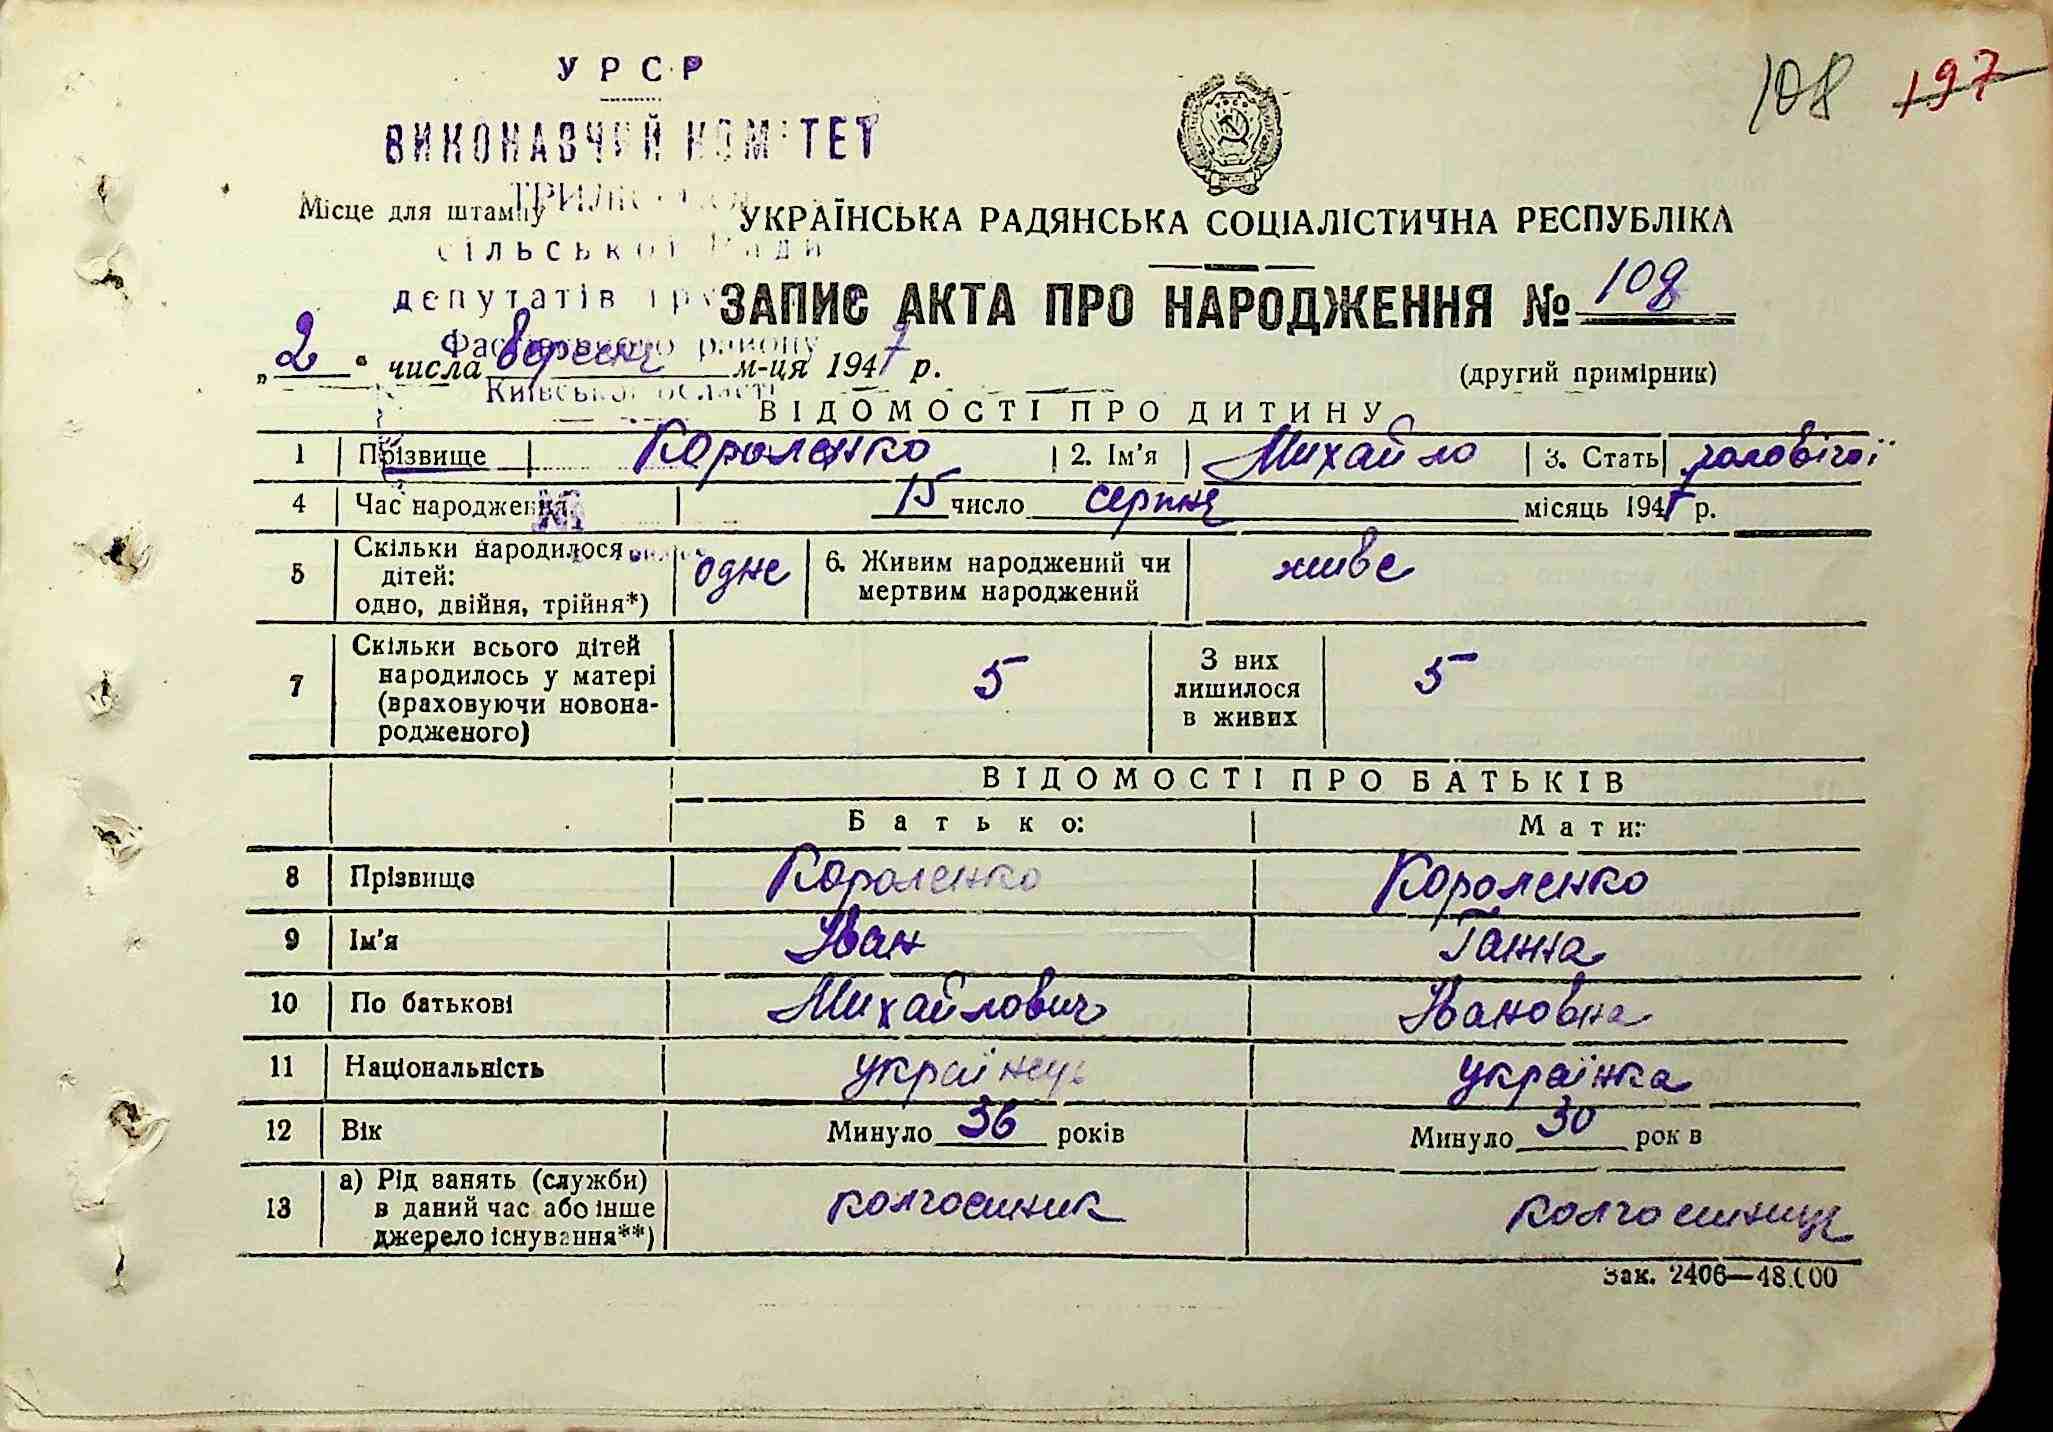 108 197
УРСР
ВИКОНАВЧИЙ КОМІТЕТ
Місце для штампу
УКРАЇНСЬКА РАДЯНСЬКА СОЦІАЛІСТИЧНА РЕСПУБЛІКА
сільської Ради
депутатів
ЗАПИС АКТА ПРО НАРОДЖЕННЯ № 108
району
„2“ числа вересня м-ця 1947 р.
(другий примірник)
Київської області
ВІДОМОСТІ ПРО ДИТИНУ
1 Прізвище Короленко 2. Ім'я Михайло 3. Стать чоловічої
4 Час народження 15 число серпня місяць 1947 р.
5 Скільки народилося дітей: одно, двійня, трійня*) одне 6. Живим народжений чи мертвим народжений живе
7 Скільки всього дітей народилось у матері (враховуючи новона-родженого) 5 З них лишилося в живих 5
ВІДОМОСТІ ПРО БАТЬКІВ
Батько: Мати:
8 Прізвище Короленко Короленко
9 Ім'я Іван Ганна
10 По батькові Михайлович Івановна
11 Національність українець українка
12 Вік Минуло 36 років Минуло 30 рок в
13 а) Рід занять (служби) в даний час або інше джерело існування**) колгоспник колгоспниця
Зак. 2406—48.000